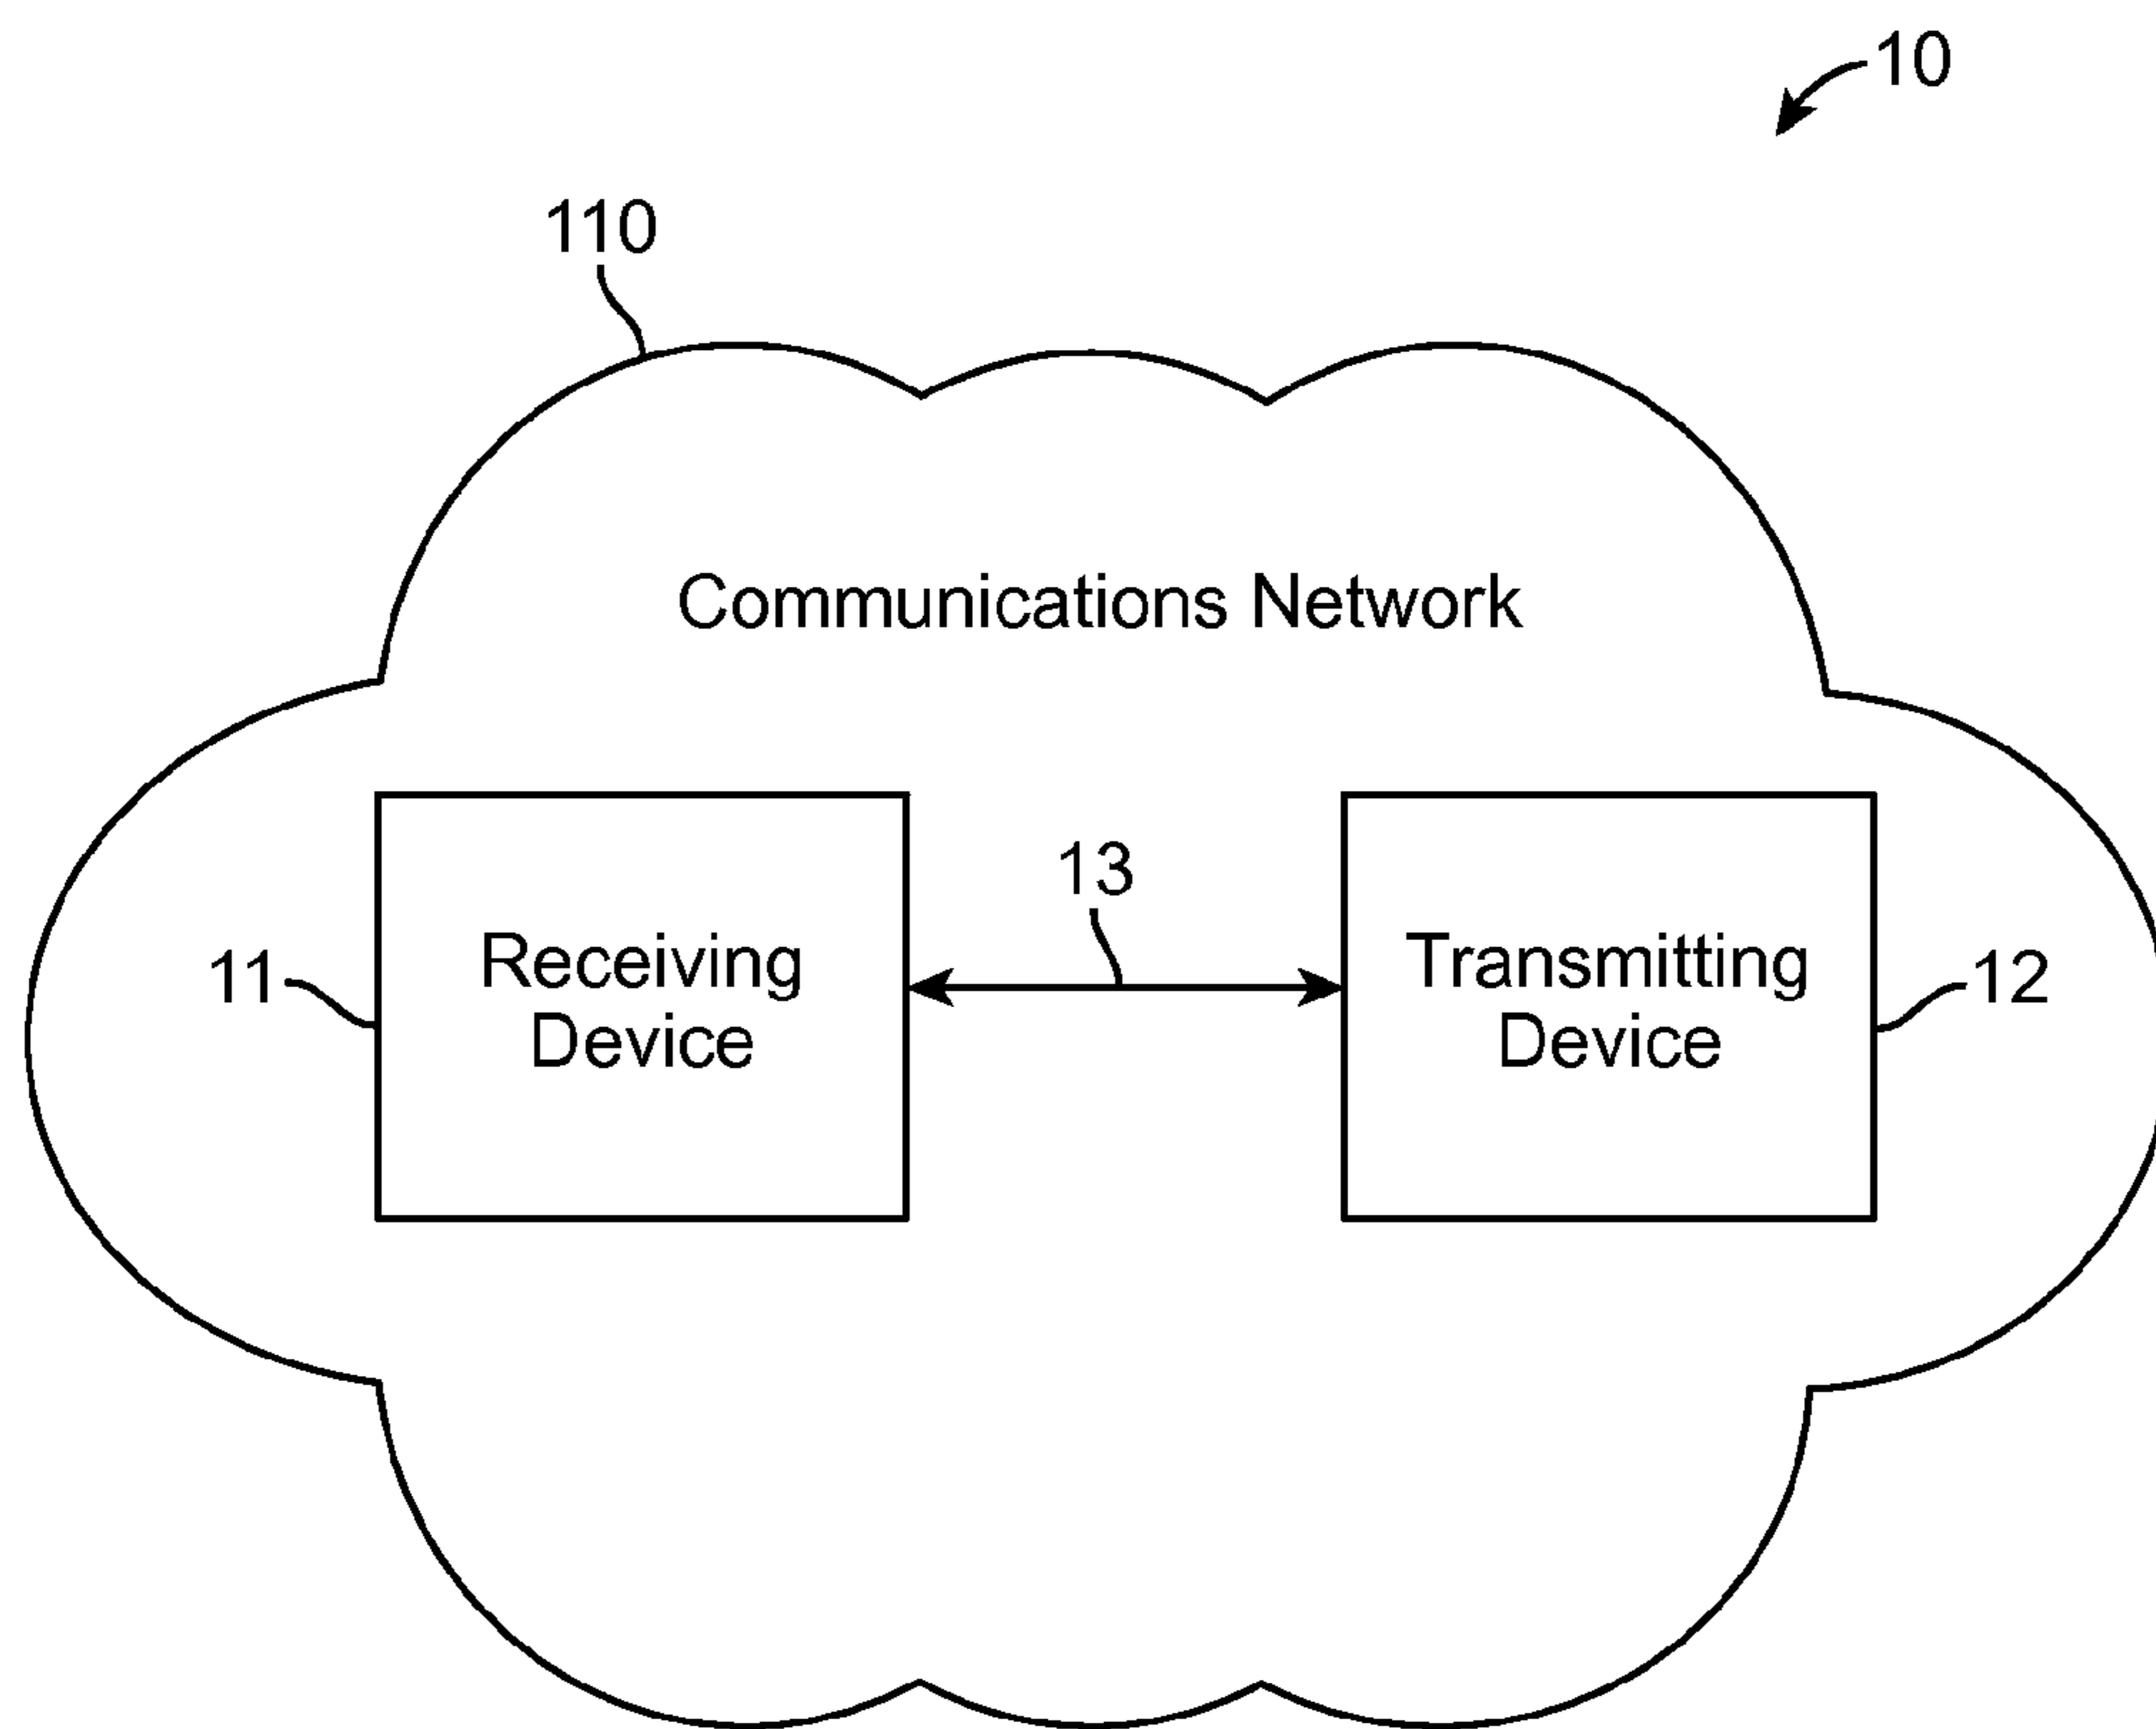 10
110
Communications Network
13
11
Receiving
Device
Transmitting
Device
12